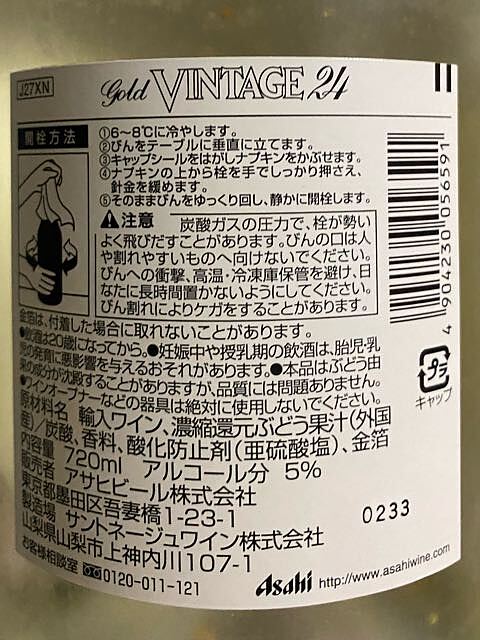 J27XN
Gold VINTAGE 24
開栓方法
①6〜8℃に冷やします。
②びんをテーブルに垂直に立てます。
③キャップシールをはがしナプキンをかぶせます。
④ナプキンの上から栓を手でしっかり押さえ、
針金を緩めます。
⑤そのままびんをゆっくり回し、静かに開栓します。
注意 炭酸ガスの圧力で、栓が勢い
よく飛びだすことがあります。びんの口は人
や割れやすいものへ向けないでください。
びんへの衝撃、高温・冷凍庫保管を避け、日
なたに長時間置かないようにしてください。
びん割れによりケガをすることがあります。
4 904230 056591
プラ
キャップ
金箔は、付着した場合に取れないことがあります。
●飲酒は20歳になってから。●妊娠中や授乳期の飲酒は、胎児・乳
児の発育に悪影響を与えるおそれがあります。●本品はぶどう由
来の成分が沈殿することがありますが、品質には問題ありません。
●ワインオープナーなどの器具は絶対に使用しないでください。
原材料名 輸入ワイン、濃縮還元ぶどう果汁(外国
産)/炭酸、香料、酸化防止剤(亜硫酸塩)、金箔
内容量 720ml アルコール分 5%
販売者 アサヒビール株式会社
東京都墨田区吾妻橋1-23-1
製造場 サントネージュワイン株式会社
山梨県山梨市上神内川107-1
0233
お客様相談室 0120-011-121
Asahi http://www.asahiwine.com